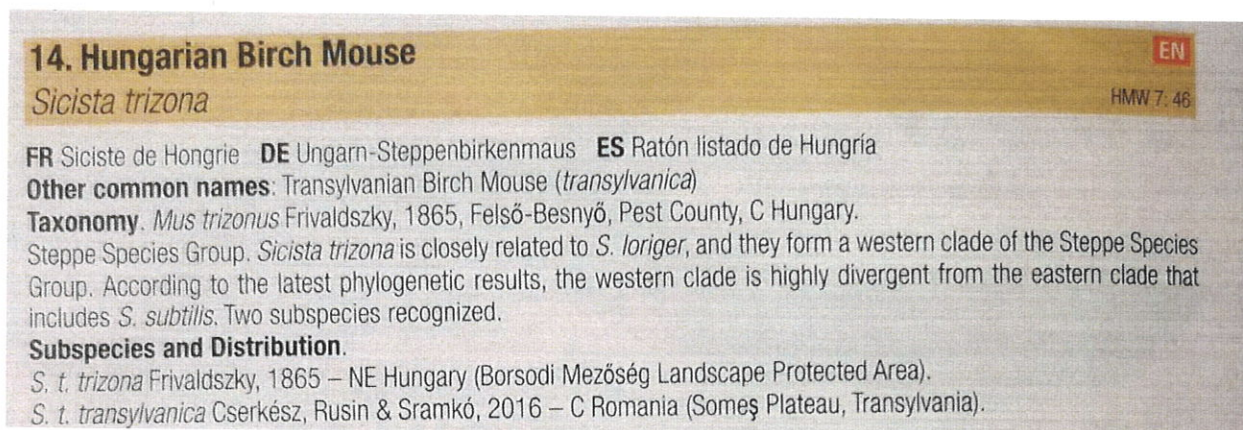 14. Hungarian Birch Mouse EN
Sicista trizona HMW 7: 46
FR Siciste de Hongrie DE Ungarn-Steppenbirkenmaus ES Ratón listado de Hungría
Other common names: Transylvanian Birch Mouse (transylvanica)
Taxonomy. Mus trizonus Frivaldszky, 1865, Felső-Besnyő, Pest County, C Hungary.
Steppe Species Group. Sicista trizona is closely related to S. loriger, and they form a western clade of the Steppe Species
Group. According to the latest phylogenetic results, the western clade is highly divergent from the eastern clade that
includes S. subtilis. Two subspecies recognized.
Subspecies and Distribution.
S. t. trizona Frivaldszky, 1865 – NE Hungary (Borsodi Mezőség Landscape Protected Area).
S. t. transylvanica Cserkész, Rusin & Sramkó, 2016 – C Romania (Someş Plateau, Transylvania).